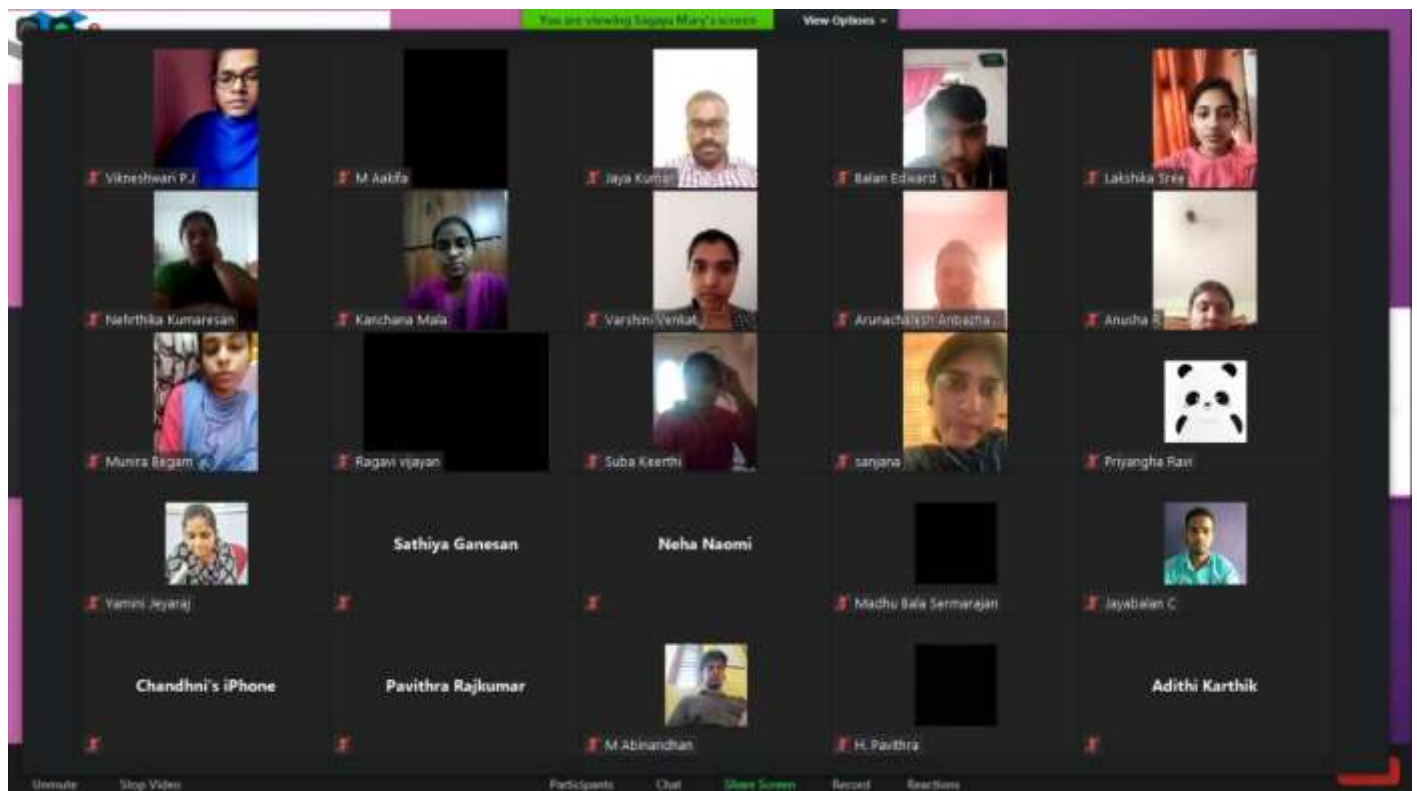 You are viewing Sagaya Mary's screen
View Options
Vikneshwari P.J
M Aakifa
Jaya Kumar
Balan Edward
Lakshika Sree
Nehrthika Kumaresan
Kanchana Mala
Varshini Venkat
Arunachalesh Anbazha...
Anusha R
Munira Begam
Ragavi vijayan
Suba Keerthi
sanjana
Priyangha Ravi
Yamini Jeyaraj
Sathiya Ganesan
Neha Naomi
Madhu Bala Sermarajan
Jayabalan C
Chandhni's iPhone
Pavithra Rajkumar
M Abinandhan
H. Pavithra
Adithi Karthik
Unmute
Stop Video
Participants
Chat
Share Screen
Record
Reactions